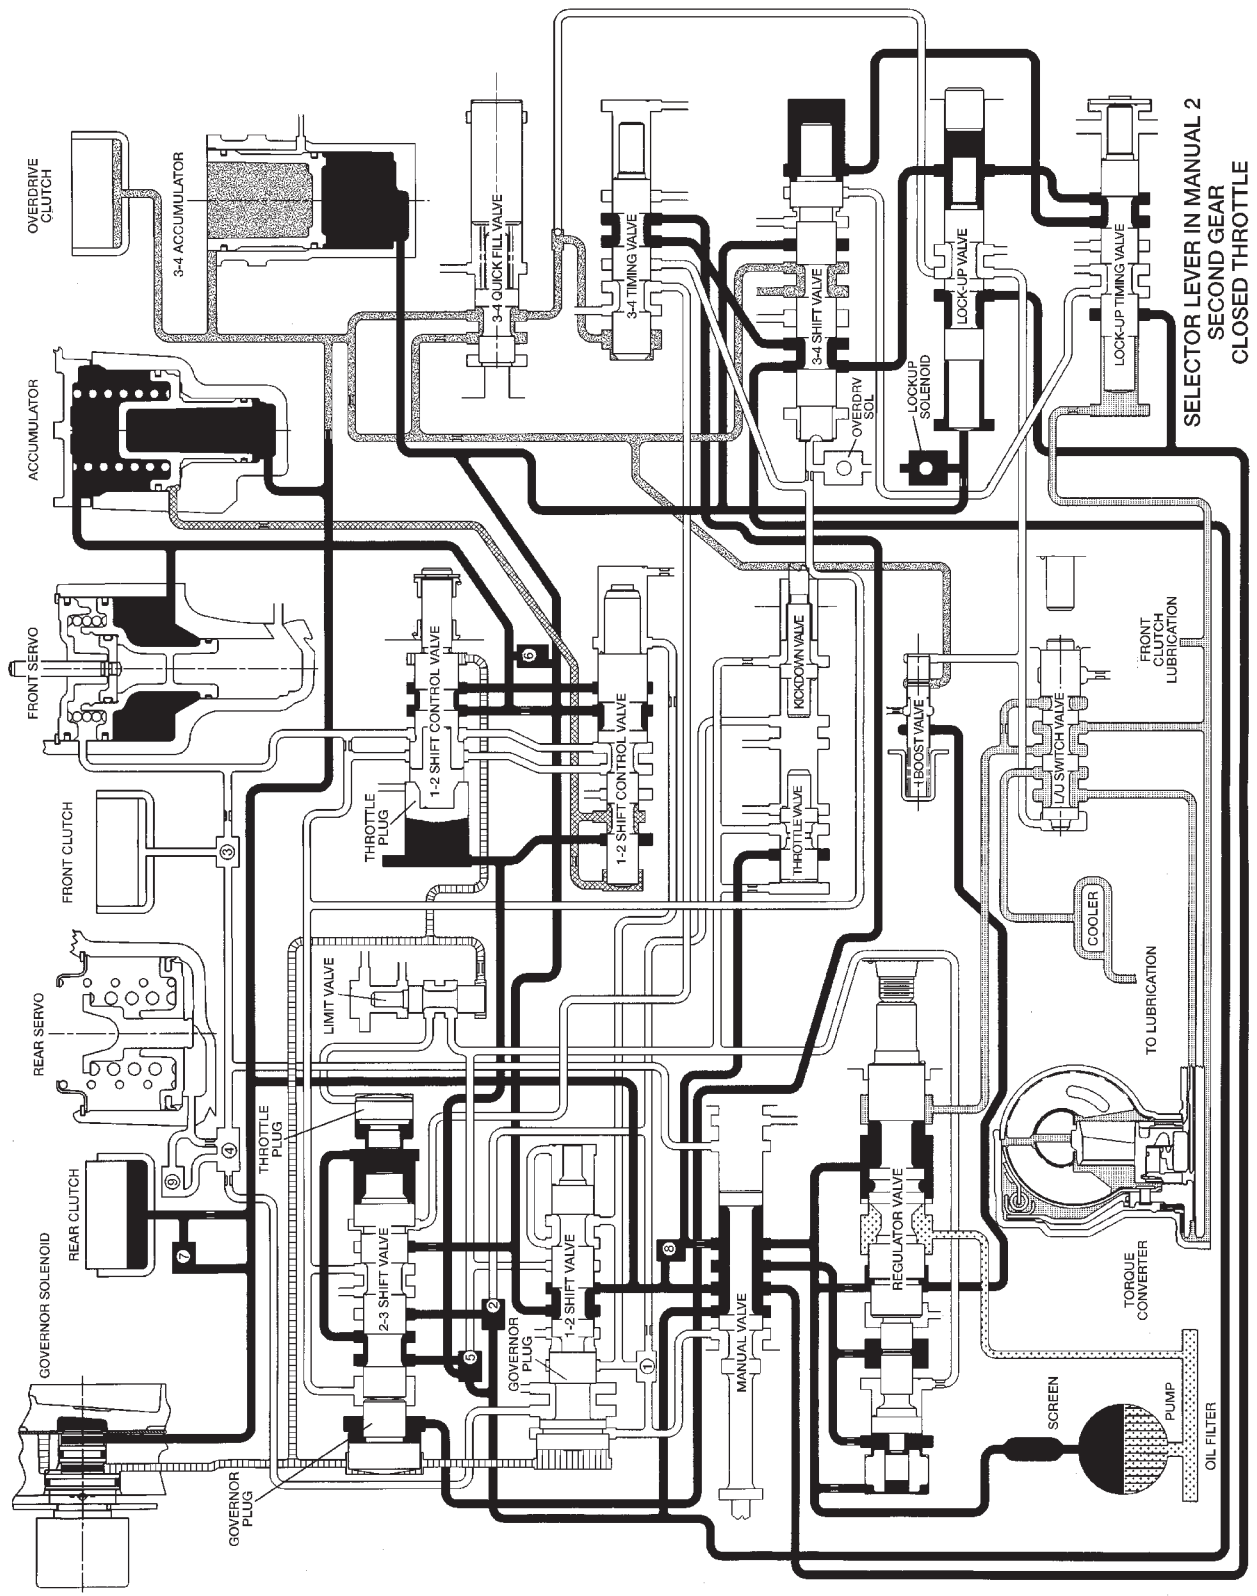 OVERDRIVE
CLUTCH
3-4 ACCUMULATOR
3-4 QUICK FILL VALVE
3-4 TIMING VALVE
3-4 SHIFT VALVE
LOCK-UP VALVE
LOCK-UP TIMING VALVE
SELECTOR LEVER IN MANUAL 2
SECOND GEAR
CLOSED THROTTLE
ACCUMULATOR
OVERDRV
SOL
LOCKUP
SOLENOID
FRONT SERVO
1-2 SHIFT CONTROL VALVE
6
THROTTLE
PLUG
1-2 SHIFT CONTROL VALVE
KICKDOWN VALVE
THROTTLE VALVE
BOOST VALVE
L/U SWITCH VALVE
FRONT
CLUTCH
LUBRICATION
FRONT CLUTCH
3
REAR SERVO
LIMIT VALVE
COOLER
TO LUBRICATION
REAR CLUTCH
9
4
7
THROTTLE
PLUG
2-3 SHIFT VALVE
2
5
1-2 SHIFT VALVE
8
REGULATOR VALVE
TORQUE
CONVERTER
GOVERNOR SOLENOID
GOVERNOR
PLUG
GOVERNOR
PLUG
1
MANUAL VALVE
SCREEN
PUMP
OIL FILTER